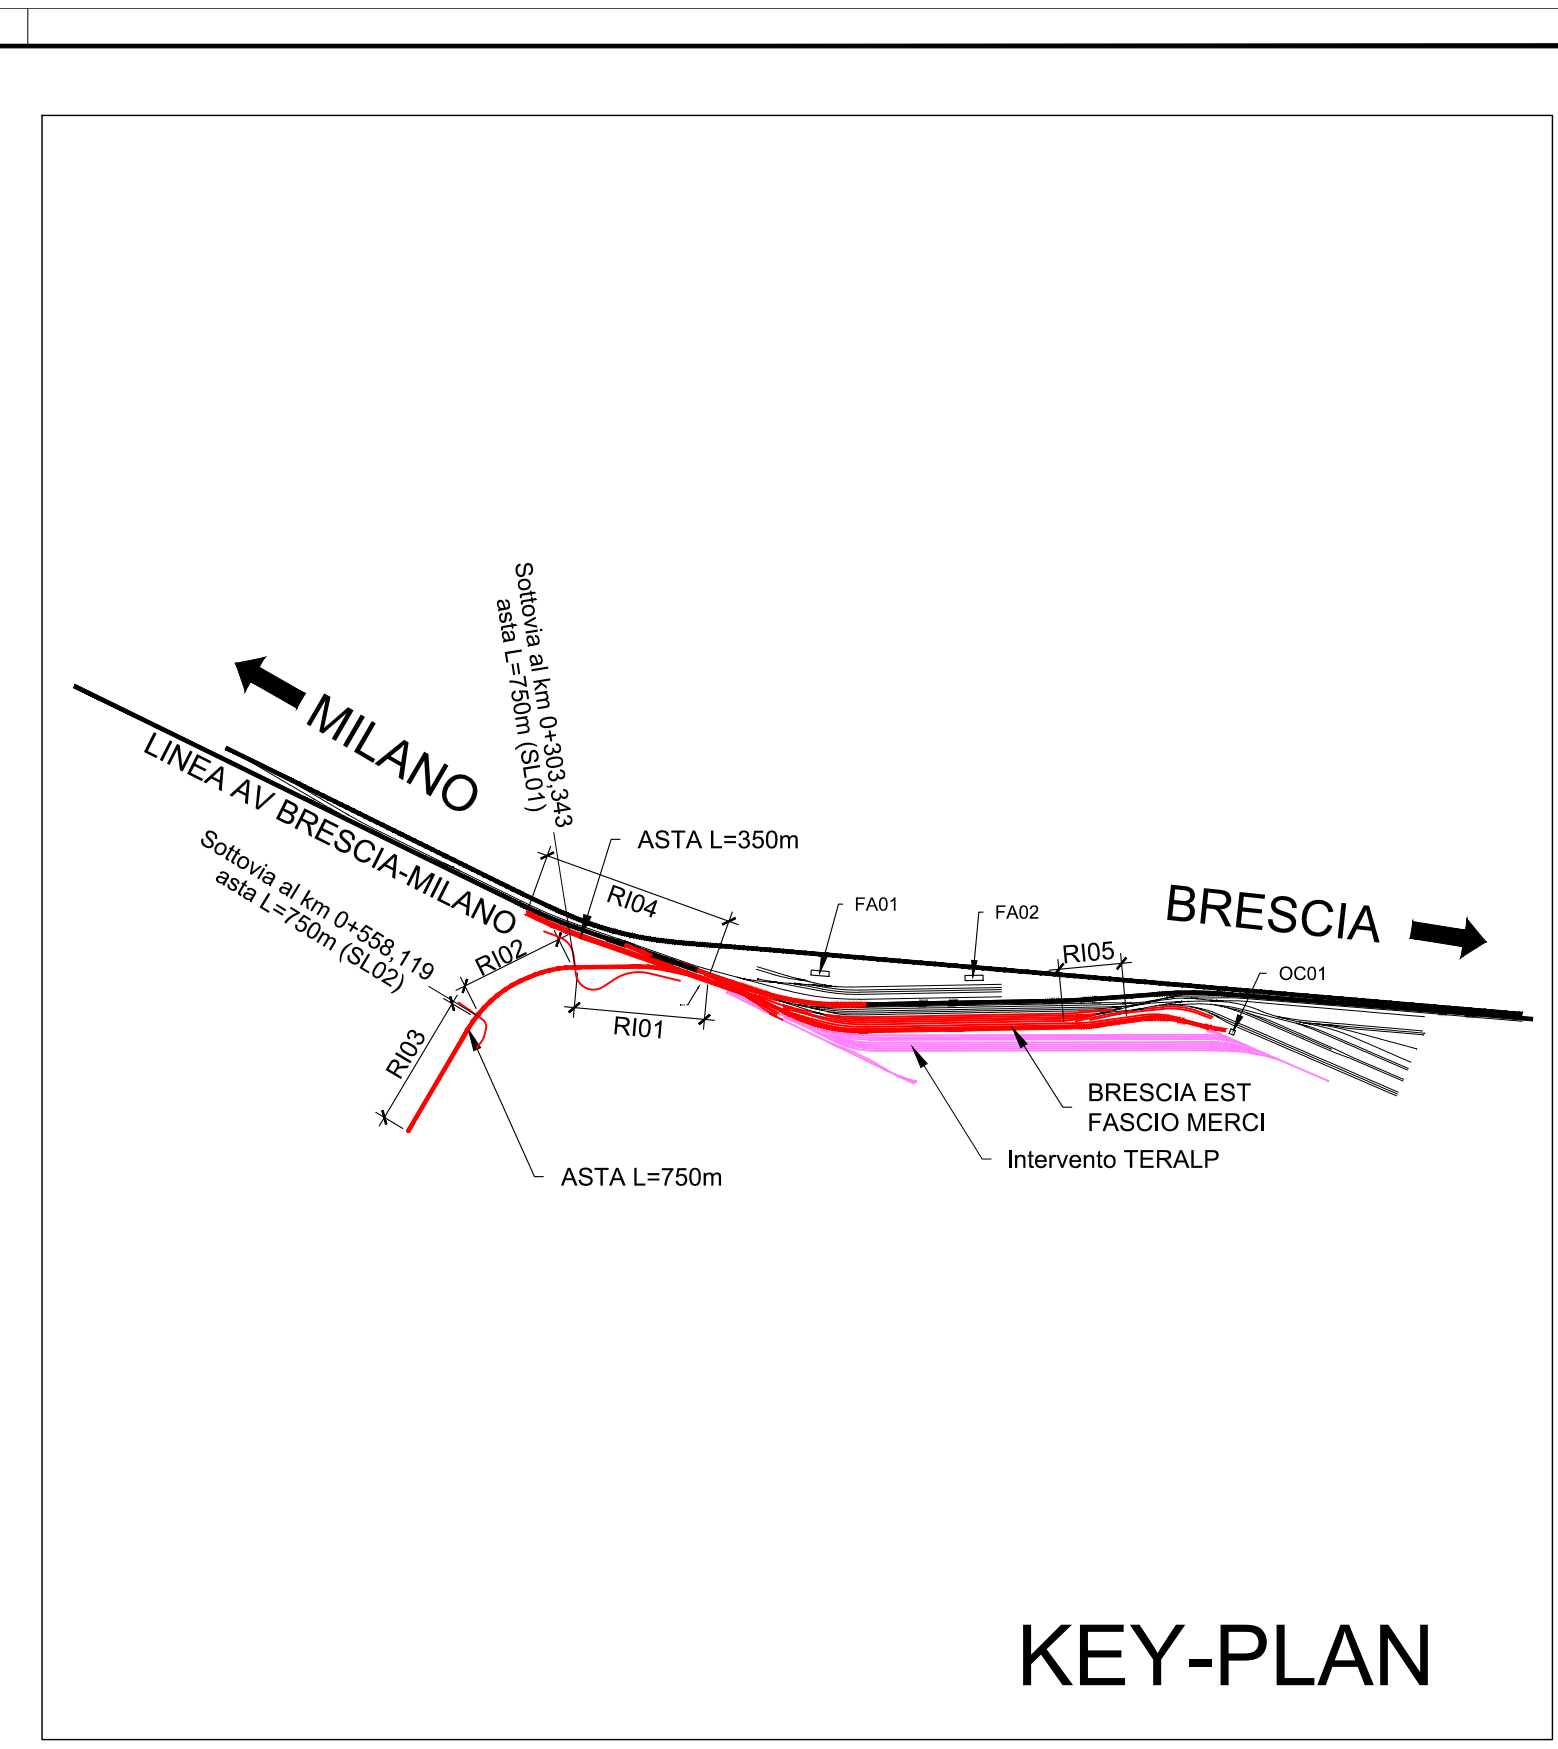 Sottovia al km 0+303,343
asta L=750m (SL01)
MILANO
LINEA AV BRESCIA-MILANO
Sottovia al km 0+558,119
asta L=750m (SL02)
ASTA L=350m
RI04
FA01
FA02
BRESCIA
RI02
RI05
OC01
RI01
RI03
BRESCIA EST
FASCIO MERCI
Intervento TERALP
ASTA L=750m
KEY-PLAN